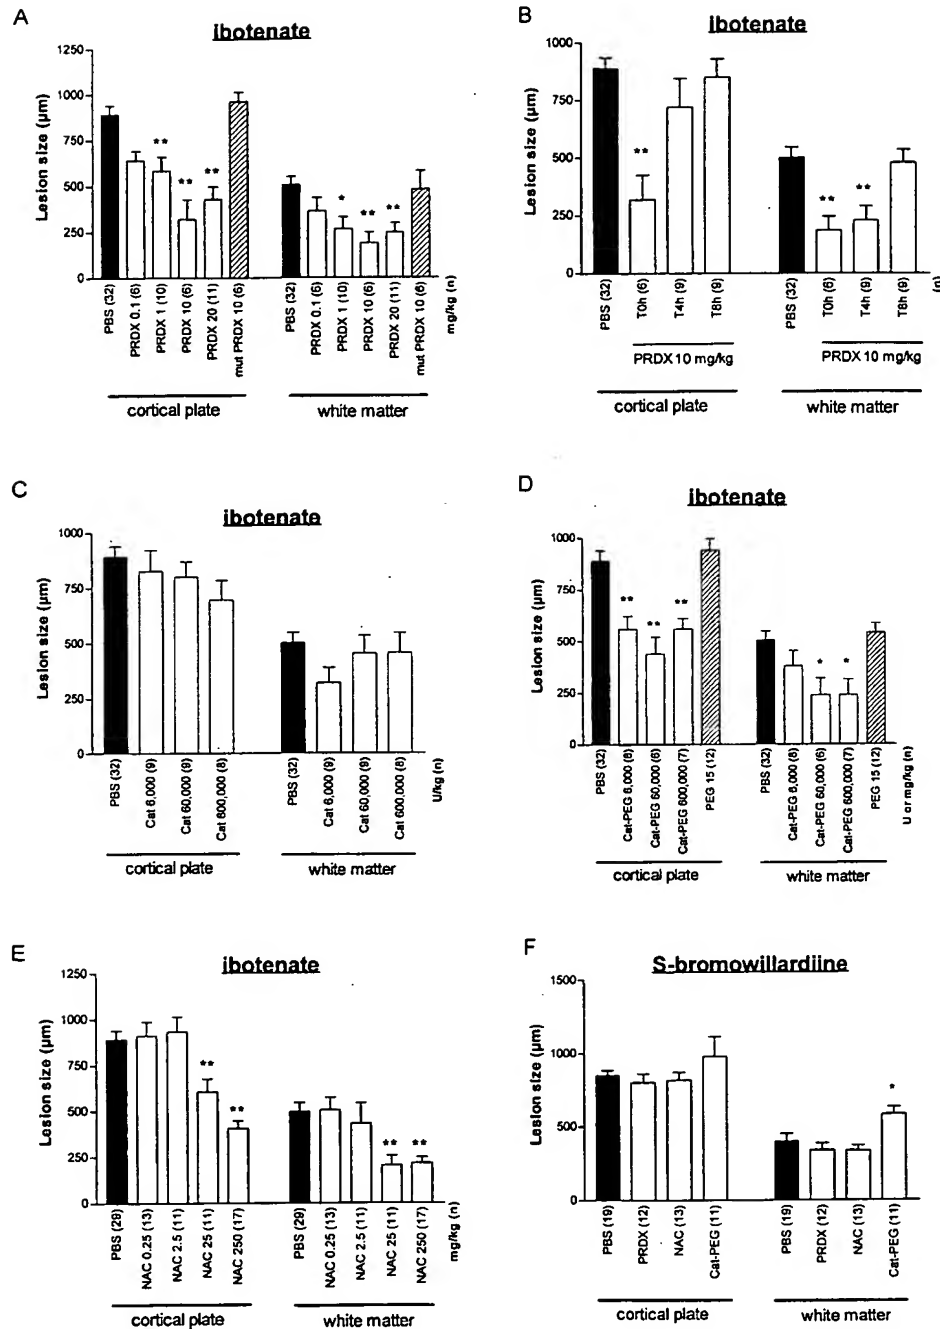 A
ibotenate
Lesion size (µm)
1250
1000
750
500
250
0
**
**
**
*
**
**
PBS (32)
PRDX 0.1 (6)
PRDX 1 (10)
PRDX 10 (6)
PRDX 20 (11)
mut PRDX 10 (6)
PBS (32)
PRDX 0.1 (6)
PRDX 1 (10)
PRDX 10 (6)
PRDX 20 (11)
mut PRDX 10 (6)
mg/kg (n)
cortical plate
white matter
B
ibotenate
Lesion size (µm)
1000
750
500
250
0
**
**
**
PBS (32)
T0h (6)
T4h (9)
T8h (9)
PBS (32)
T0h (6)
T4h (9)
T8h (9)
(n)
PRDX 10 mg/kg
PRDX 10 mg/kg
cortical plate
white matter
C
ibotenate
Lesion size (µm)
1000
750
500
250
0
PBS (32)
Cat 6,000 (9)
Cat 60,000 (9)
Cat 600,000 (8)
PBS (32)
Cat 6,000 (9)
Cat 60,000 (9)
Cat 600,000 (8)
U/kg (n)
cortical plate
white matter
D
ibotenate
Lesion size (µm)
1000
750
500
250
0
**
**
**
*
*
PBS (32)
Cat-PEG 6,000 (8)
Cat-PEG 60,000 (6)
Cat-PEG 600,000 (7)
PEG 15 (12)
PBS (32)
Cat-PEG 6,000 (8)
Cat-PEG 60,000 (6)
Cat-PEG 600,000 (7)
PEG 15 (12)
U or mg/kg (n)
cortical plate
white matter
E
ibotenate
Lesion size (µm)
1250
1000
750
500
250
0
**
**
**
**
PBS (29)
NAC 0.25 (13)
NAC 2.5 (11)
NAC 25 (11)
NAC 250 (17)
PBS (29)
NAC 0.25 (13)
NAC 2.5 (11)
NAC 25 (11)
NAC 250 (17)
mg/kg (n)
cortical plate
white matter
F
S-bromowillardiine
Lesion size (µm)
1500
1000
500
0
*
PBS (19)
PRDX (12)
NAC (13)
Cat-PEG (11)
PBS (19)
PRDX (12)
NAC (13)
Cat-PEG (11)
cortical plate
white matter